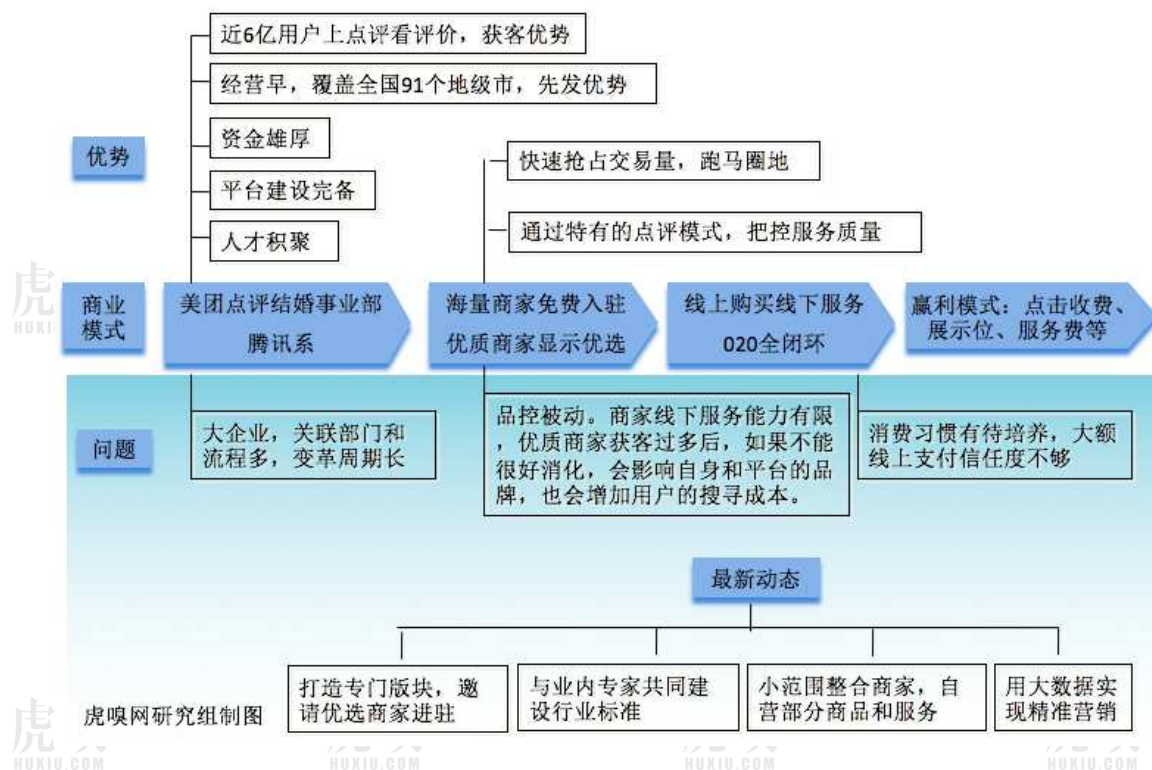 近6亿用户上点评看评价，获客优势
经营早，覆盖全国91个地级市，先发优势
资金雄厚
平台建设完备
人才积聚
优势
快速抢占交易量，跑马圈地
通过特有的点评模式，把控服务质量
商业
模式
美团点评结婚事业部
腾讯系
海量商家免费入驻
优质商家显示优选
线上购买线下服务
020全闭环
赢利模式：点击收费、
展示位、服务费等
问题
大企业，关联部门和
流程多，变革周期长
品控被动。商家线下服务能力有限
，优质商家获客过多后，如果不能
很好消化，会影响自身和平台的品
牌，也会增加用户的搜寻成本。
消费习惯有待培养，大额
线上支付信任度不够
最新动态
打造专门版块，邀
请优选商家进驻
与业内专家共同建
设行业标准
小范围整合商家，自
营部分商品和服务
用大数据实
现精准营销
虎嗅网研究组制图
虎
HUXIU
虎
HUXIU.COM
HUXIU.COM
HUXIU.COM
HUXIU.COM